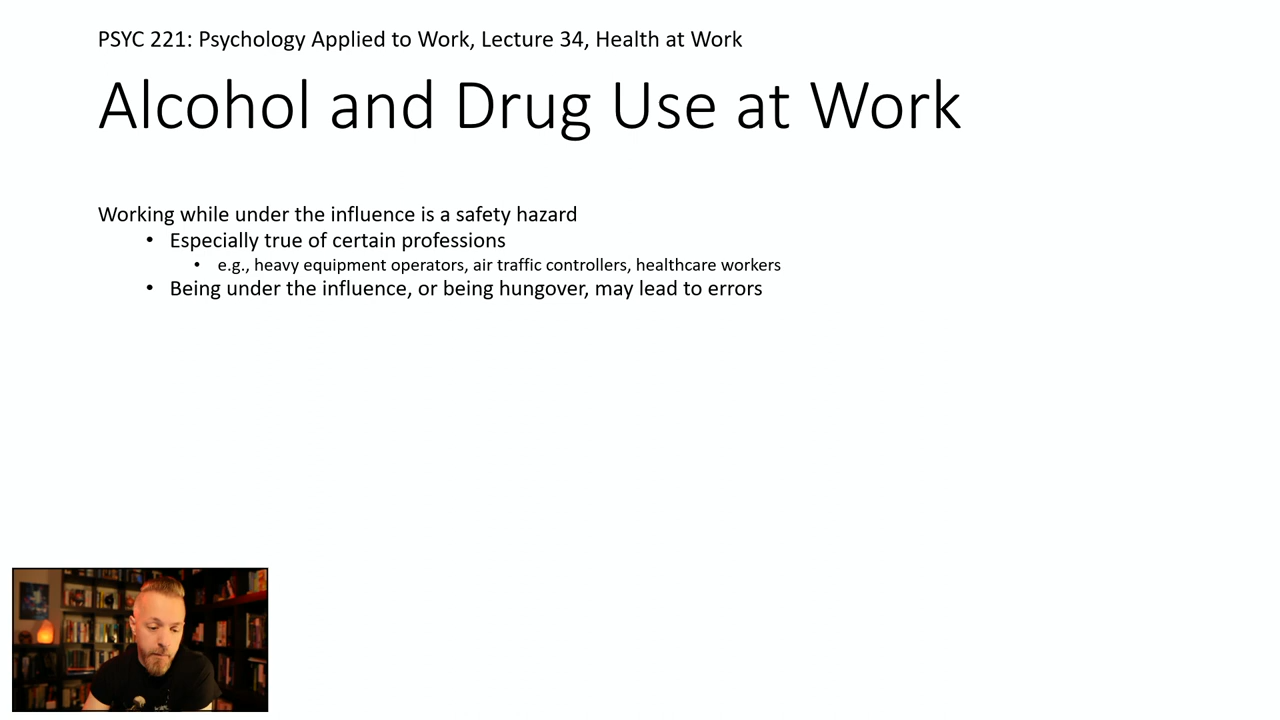 PSYC 221: Psychology Applied to Work, Lecture 34, Health at Work
Alcohol and Drug Use at Work
Working while under the influence is a safety hazard
• Especially true of certain professions
• e.g., heavy equipment operators, air traffic controllers, healthcare workers
• Being under the influence, or being hungover, may lead to errors